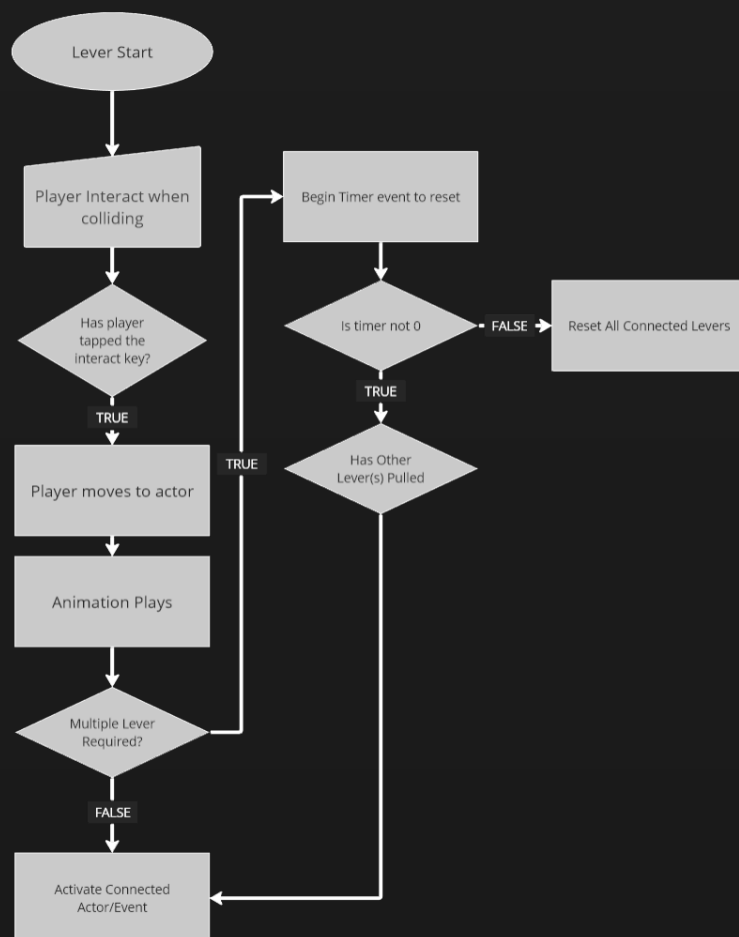 Lever Start
Player Interact when
colliding
Has player
tapped the
interact key?
TRUE
Player moves to actor
Animation Plays
Multiple Lever
Required?
TRUE
FALSE
Activate Connected
Actor/Event
Begin Timer event to reset
Is timer not 0
FALSE
Reset All Connected Levers
TRUE
Has Other
Lever(s) Pulled